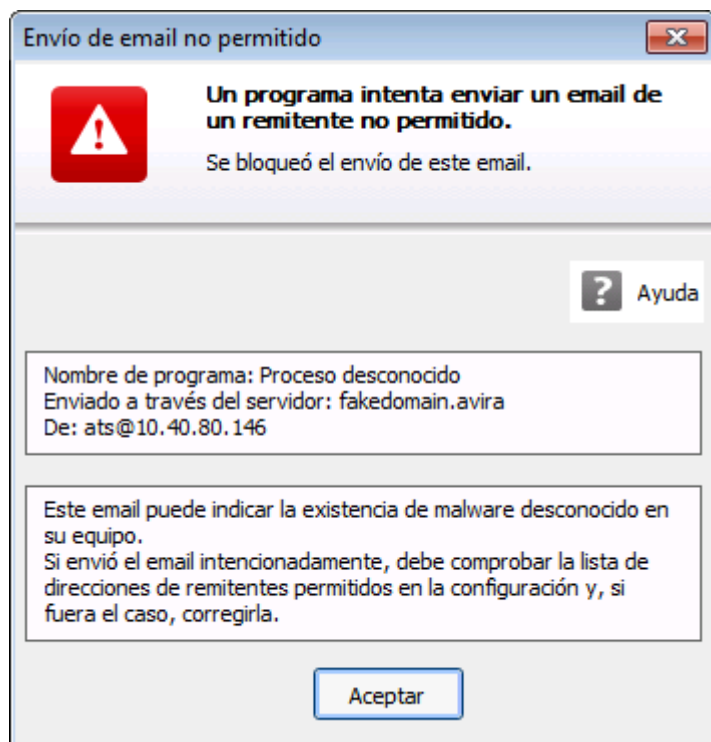 Envío de email no permitido
Un programa intenta enviar un email de
un remitente no permitido.
Se bloqueó el envío de este email.
? Ayuda
Nombre de programa: Proceso desconocido
Enviado a través del servidor: fakedomain.avira
De: ats@10.40.80.146
Este email puede indicar la existencia de malware desconocido en
su equipo.
Si envió el email intencionadamente, debe comprobar la lista de
direcciones de remitentes permitidos en la configuración y, si
fuera el caso, corregirla.
Aceptar